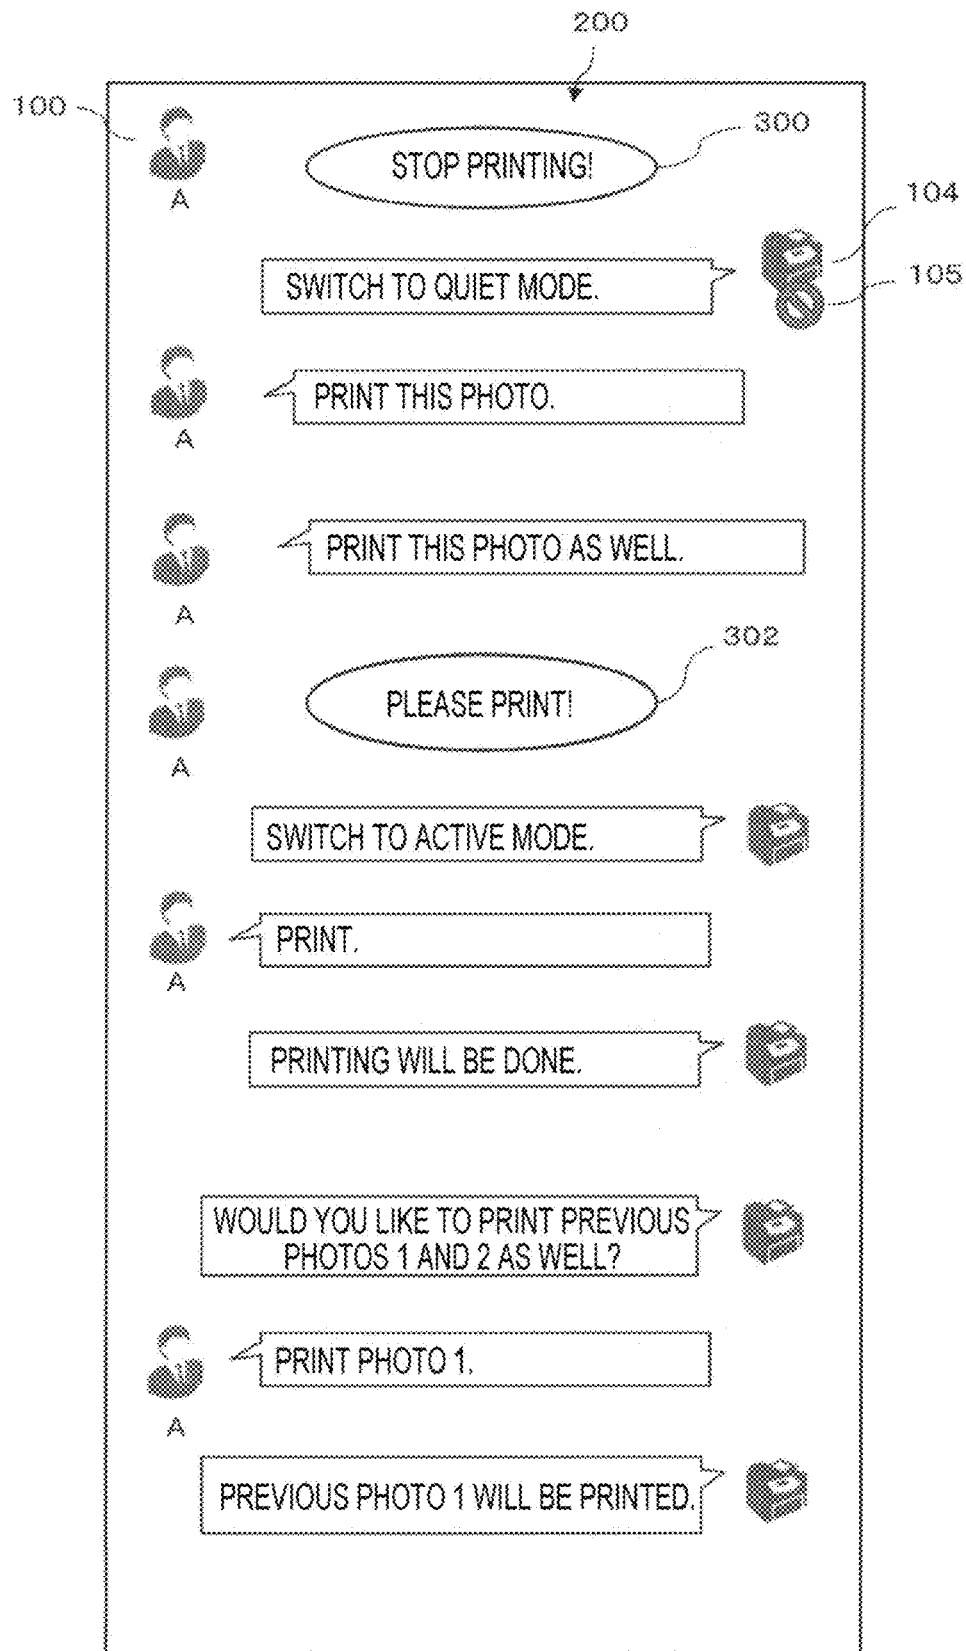 200
100
300
STOP PRINTING!
A
104
SWITCH TO QUIET MODE.
105
PRINT THIS PHOTO.
A
PRINT THIS PHOTO AS WELL.
A
302
PLEASE PRINT!
A
SWITCH TO ACTIVE MODE.
PRINT.
A
PRINTING WILL BE DONE.
WOULD YOU LIKE TO PRINT PREVIOUS
PHOTOS 1 AND 2 AS WELL?
PRINT PHOTO 1.
A
PREVIOUS PHOTO 1 WILL BE PRINTED.